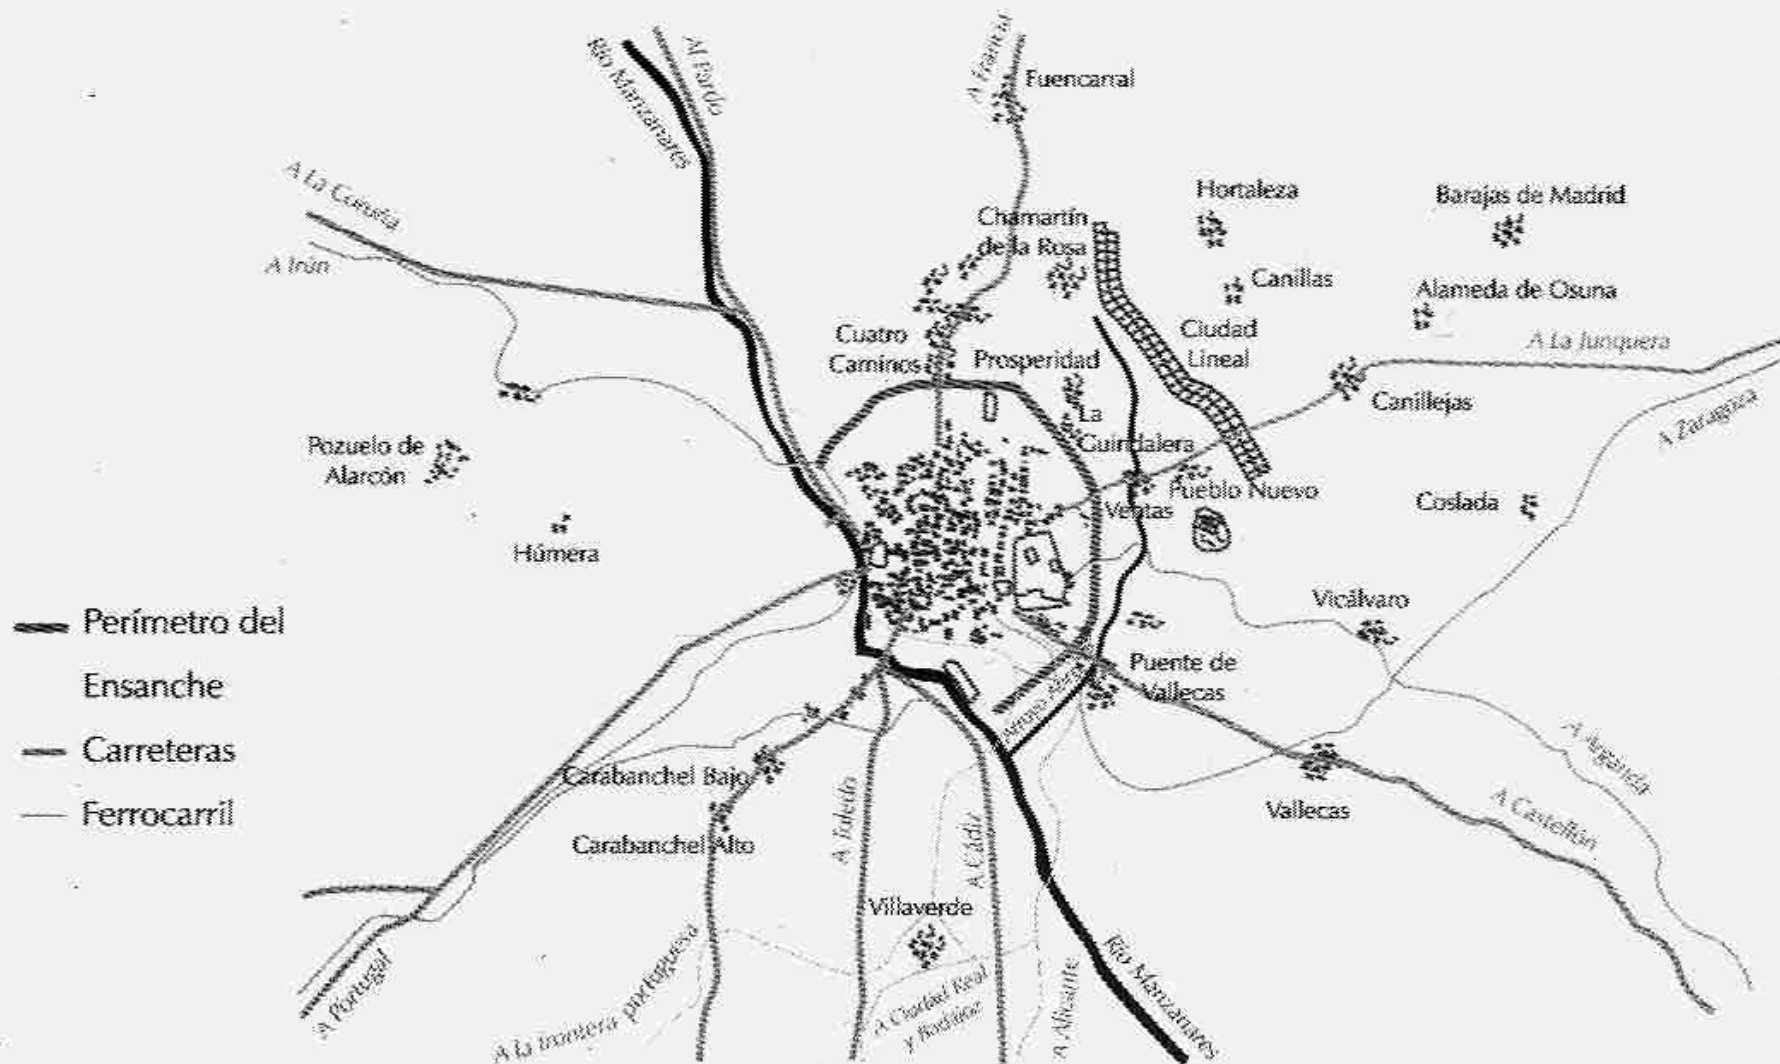 Río Manzanares
Al Pardo
A Francia
Fuencarral
A La Coruña
A Irún
Hortaleza
Barajas de Madrid
Chamartín
de la Rosa
Canillas
Alameda de Osuna
Cuatro
Caminos
Prosperidad
Ciudad
Lineal
A La Junquera
Canillejas
La
Guindalera
A Zaragoza
Pozuelo de
Alarcón
Pueblo Nuevo
Ventas
Coslada
Húmera
Vicálvaro
Perímetro del
Ensanche
Carreteras
Ferrocarril
Puente de
Vallecas
Arroyo
A Arganda
Carabanchel Bajo
Vallecas
A Castellón
Carabanchel Alto
A Toledo
A Cádiz
Villaverde
A Portugal
A la frontera portuguesa
A Ciudad Real
y Badajoz
A Alicante
Río Manzanares